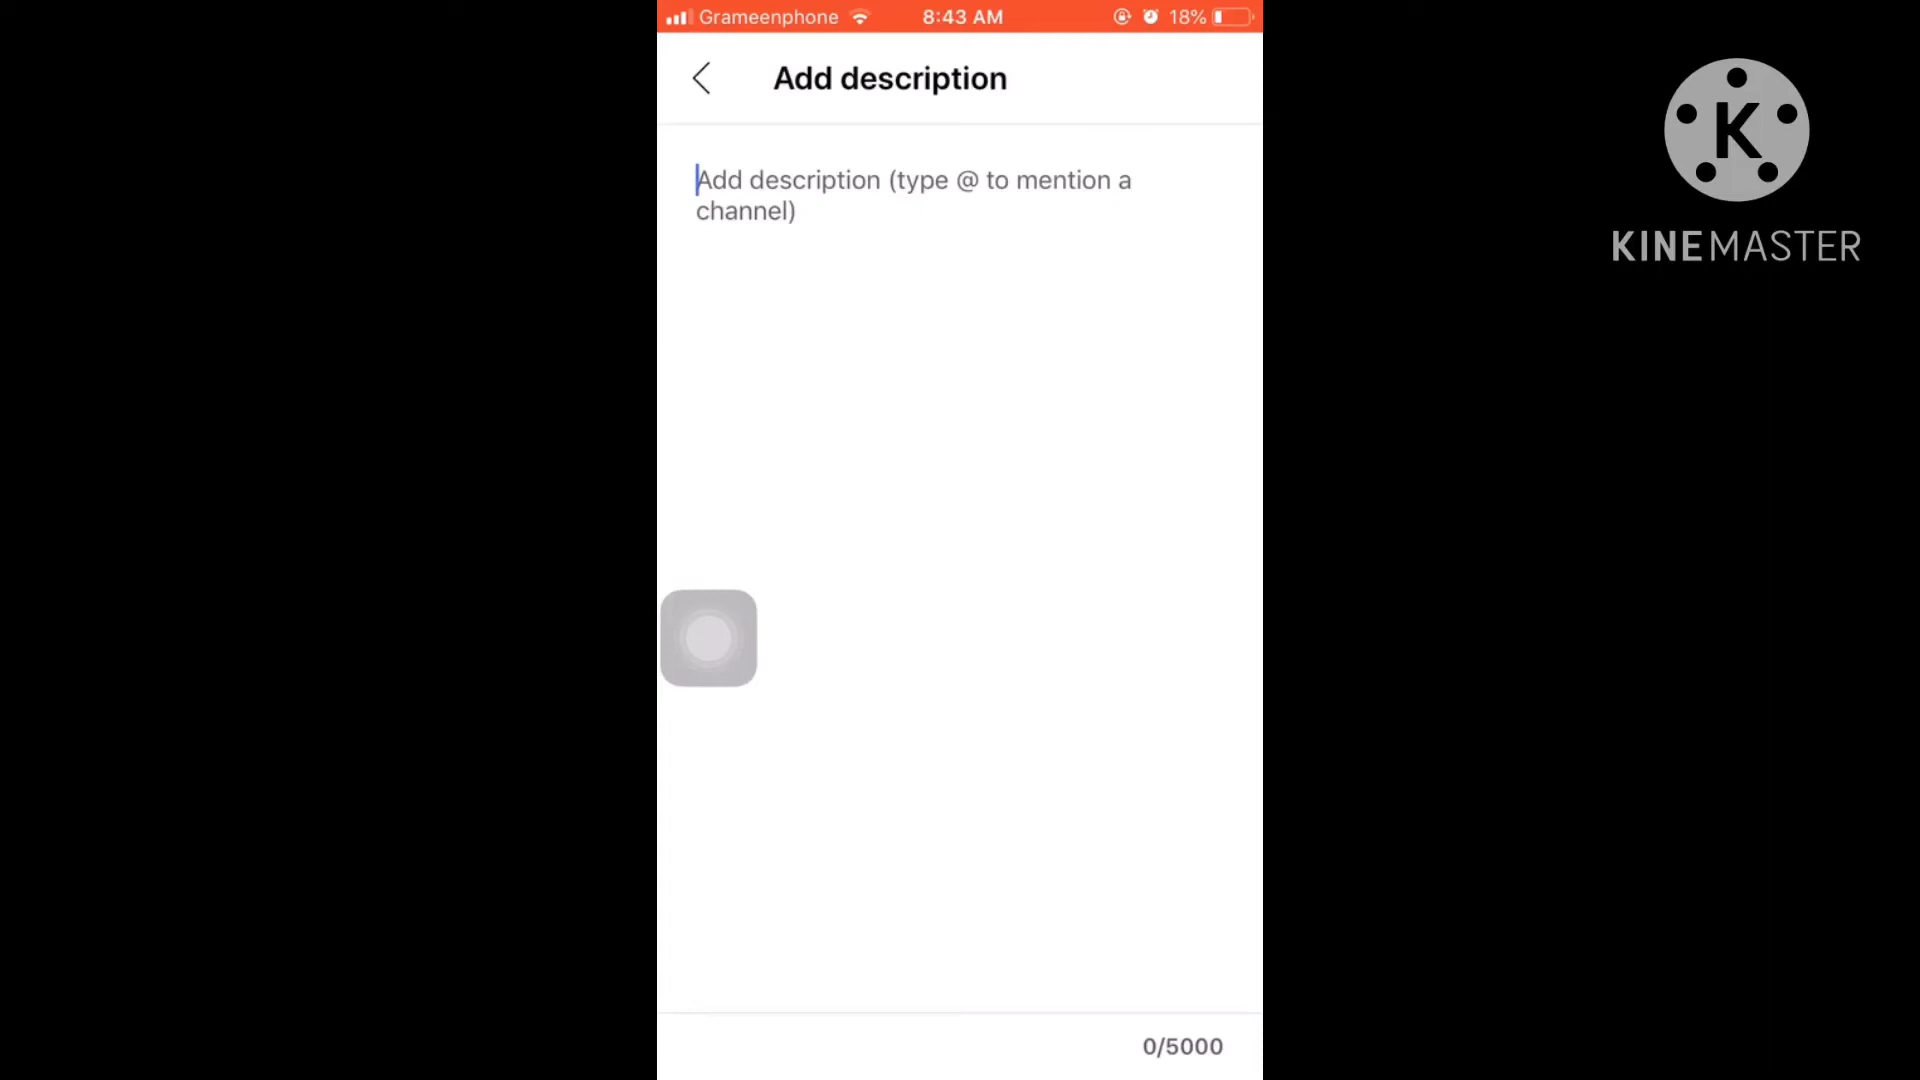 Grameenphone 8:43 AM 18%
Add description
Add description (type @ to mention a
channel)
0/5000
K
KINEMASTER